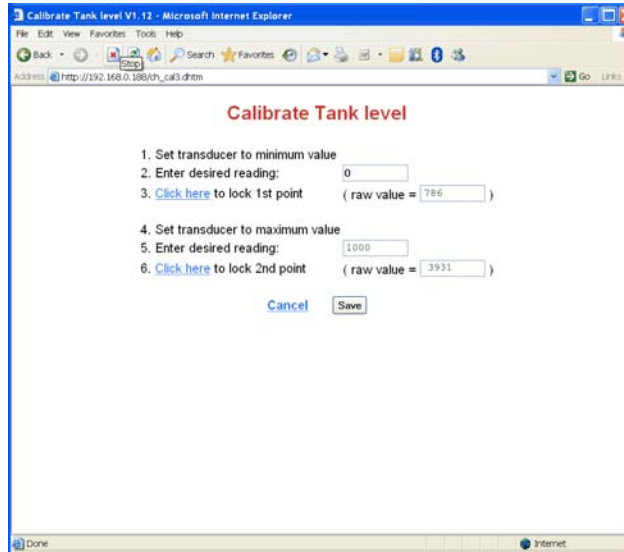 Calibrate Tank level V1.12 - Microsoft Internet Explorer
File Edit View Favorites Tools Help
Back Search Favorites
Stop
Address http://192.168.0.188/ch_cal3.dhtm Go Links
Calibrate Tank level
1. Set transducer to minimum value
2. Enter desired reading: 0
3. Click here to lock 1st point ( raw value = 786 )
4. Set transducer to maximum value
5. Enter desired reading: 1000
6. Click here to lock 2nd point ( raw value = 3931 )
Cancel Save
Done Internet